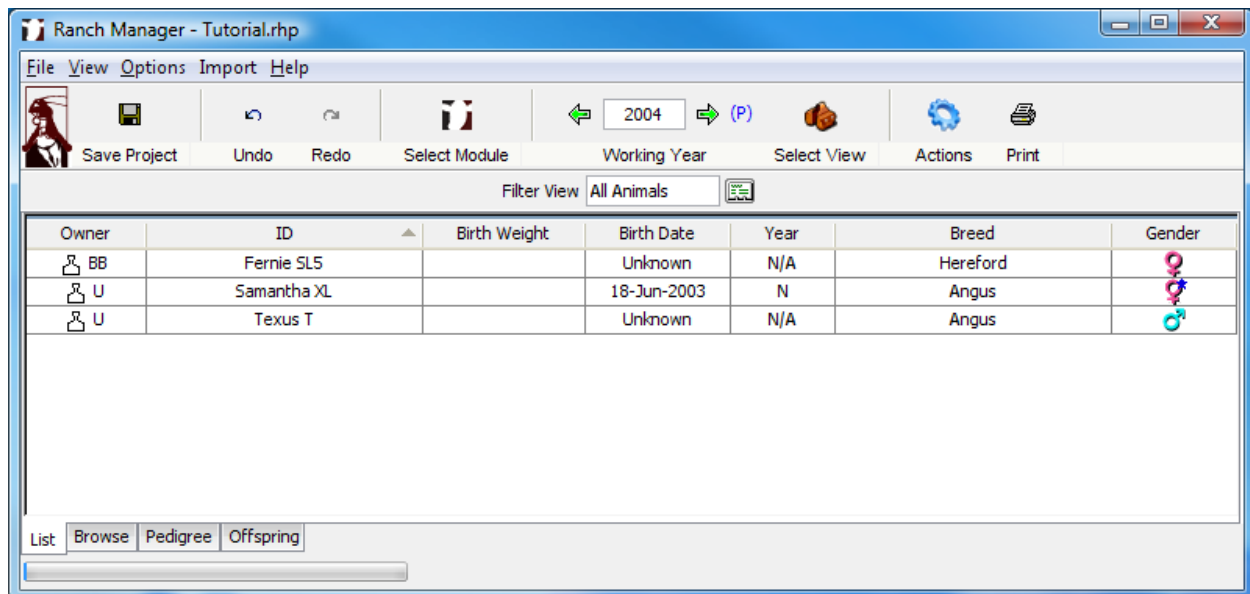 Ranch Manager - Tutorial.rhp
File View Options Import Help
2004 (P)
Save Project Undo Redo Select Module Working Year Select View Actions Print
Filter View All Animals
Owner ID Birth Weight Birth Date Year Breed Gender
BB Fernie SL5 Unknown N/A Hereford
U Samantha XL 18-Jun-2003 N Angus
U Texus T Unknown N/A Angus
List Browse Pedigree Offspring